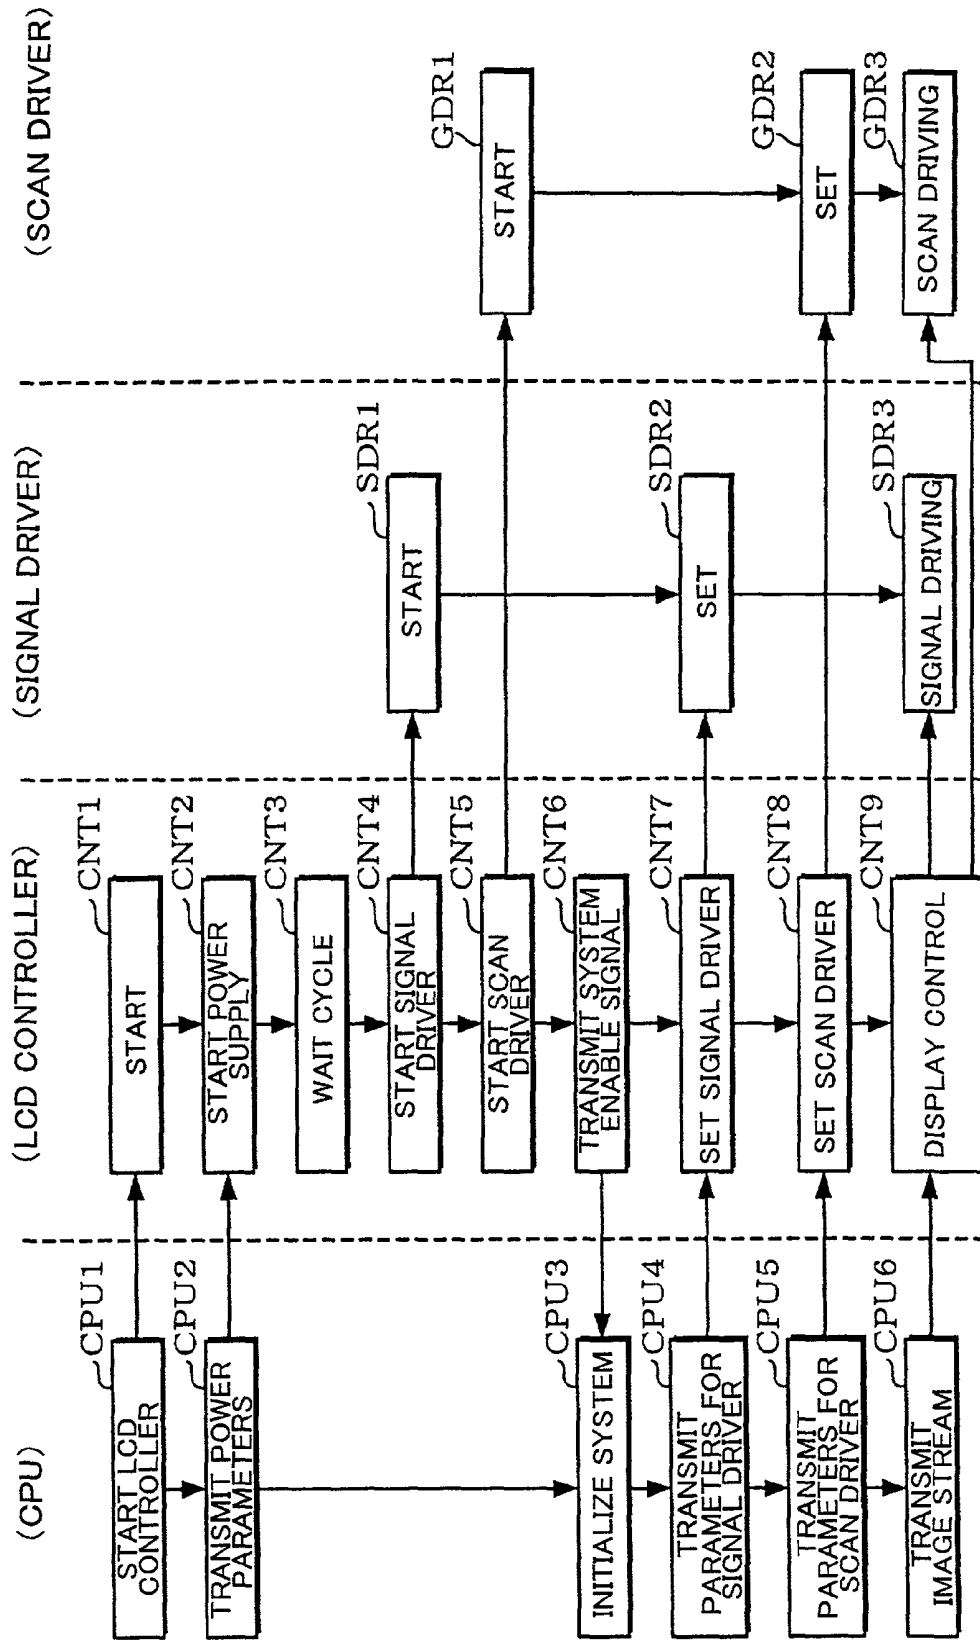 (CPU)
(LCD CONTROLLER)
(SIGNAL DRIVER)
(SCAN DRIVER)
CPU1
START LCD
CONTROLLER
CPU2
TRANSMIT POWER
PARAMETERS
CPU3
INITIALIZE SYSTEM
CPU4
TRANSMIT
PARAMETERS FOR
SIGNAL DRIVER
CPU5
TRANSMIT
PARAMETERS FOR
SCAN DRIVER
CPU6
TRANSMIT
IMAGE STREAM
CNT1
START
CNT2
START POWER
SUPPLY
CNT3
WAIT CYCLE
CNT4
START SIGNAL
DRIVER
CNT5
START SCAN
DRIVER
CNT6
TRANSMIT SYSTEM
ENABLE SIGNAL
CNT7
SET SIGNAL DRIVER
CNT8
SET SCAN DRIVER
CNT9
DISPLAY CONTROL
SDR1
START
SDR2
SET
SDR3
SIGNAL DRIVING
GDR1
START
GDR2
SET
GDR3
SCAN DRIVING